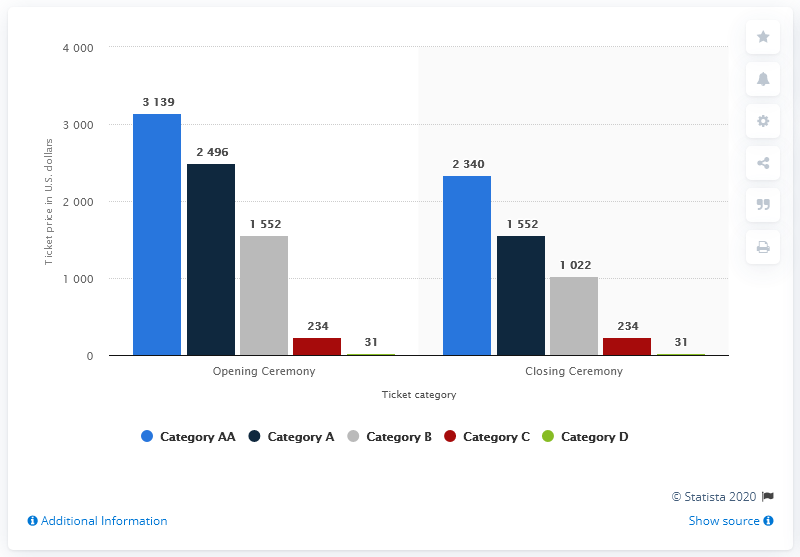 4 000
3 000
2 000
1 000
0
Ticket price in U.S. dollars
3 139
2 496
1 552
234
31
2 340
1 552
1 022
234
31
Opening Ceremony
Closing Ceremony
Ticket category
Category AA
Category A
Category B
Category C
Category D
© Statista 2020
Additional Information
Show source